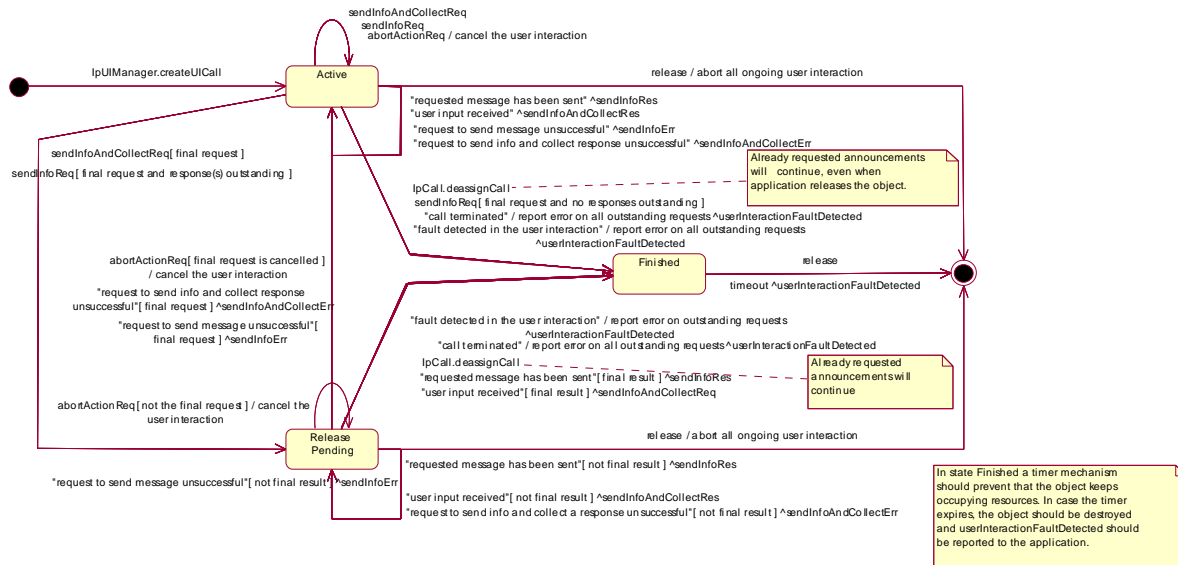 sendInfoAndCollectReq
sendInfoReq
abortActionReq / cancel the user interaction
IpUIManager.createUICall
Active
release / abort all ongoing user interaction
"requested message has been sent" ^sendInfoRes
"user input received" ^sendInfoAndCollectRes
"request to send message unsuccessful" ^sendInfoErr
"request to send info and collect response unsuccessful" ^sendInfoAndCollectErr
sendInfoAndCollectReq[ final request ]
sendInfoReq[ final request and response(s) outstanding ]
Already requested announcements
will continue, even when
application releases the object.
IpCall.deassignCall
sendInfoReq[ final request and no responses outstanding ]
"call terminated" / report error on all outstanding requests ^userInteractionFaultDetected
"fault detected in the user interaction" / report error on all outstanding requests
^userInteractionFaultDetected
Finished
release
timeout ^userInteractionFaultDetected
abortActionReq[ final request is cancelled ]
/ cancel the user interaction
"request to send info and collect response
unsuccessful"[ final request ] ^sendInfoAndCollectErr
"request to send message unsuccessful"[
final request ] ^sendInfoErr
"fault detected in the user interaction" / report error on outstanding requests
^userInteractionFaultDetected
"call terminated" / report error on all outstanding requests ^userInteractionFaultDetected
IpCall.deassignCall
"requested message has been sent"[ final result ] ^sendInfoRes
"user input received"[ final result ] ^sendInfoAndCollectReq
Already requested
announcements will
continue
abortActionReq[ not the final request ] / cancel the
user interaction
Release
Pending
release / abort all ongoing user interaction
"requested message has been sent"[ not final result ] ^sendInfoRes
"request to send message unsuccessful"[ not final result ] ^sendInfoErr
"user input received"[ not final result ] ^sendInfoAndCollectRes
"request to send info and collect a response unsuccessful"[ not final result ] ^sendInfoAndCollectErr
In state Finished a timer mechanism
should prevent that the object keeps
occupying resources. In case the timer
expires, the object should be destroyed
and userInteractionFaultDetected should
be reported to the application.